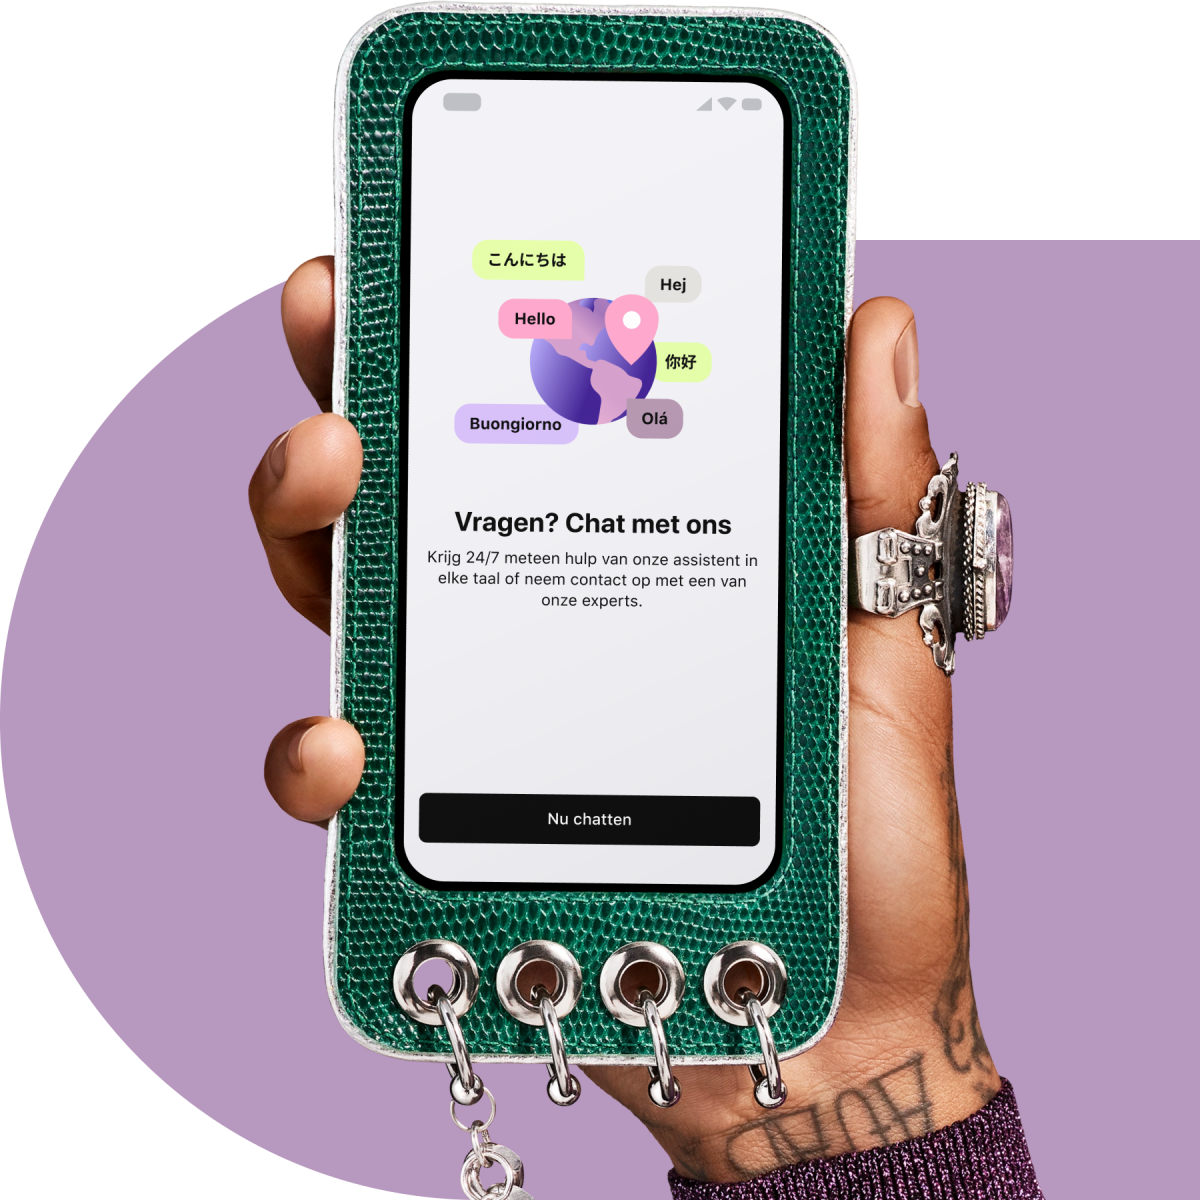 こんにちは
Hej
Hello
你好
Olá
Buongiorno
Vragen? Chat met ons
Krijg 24/7 meteen hulp van onze assistent in
elke taal of neem contact op met een van
onze experts.
Nu chatten